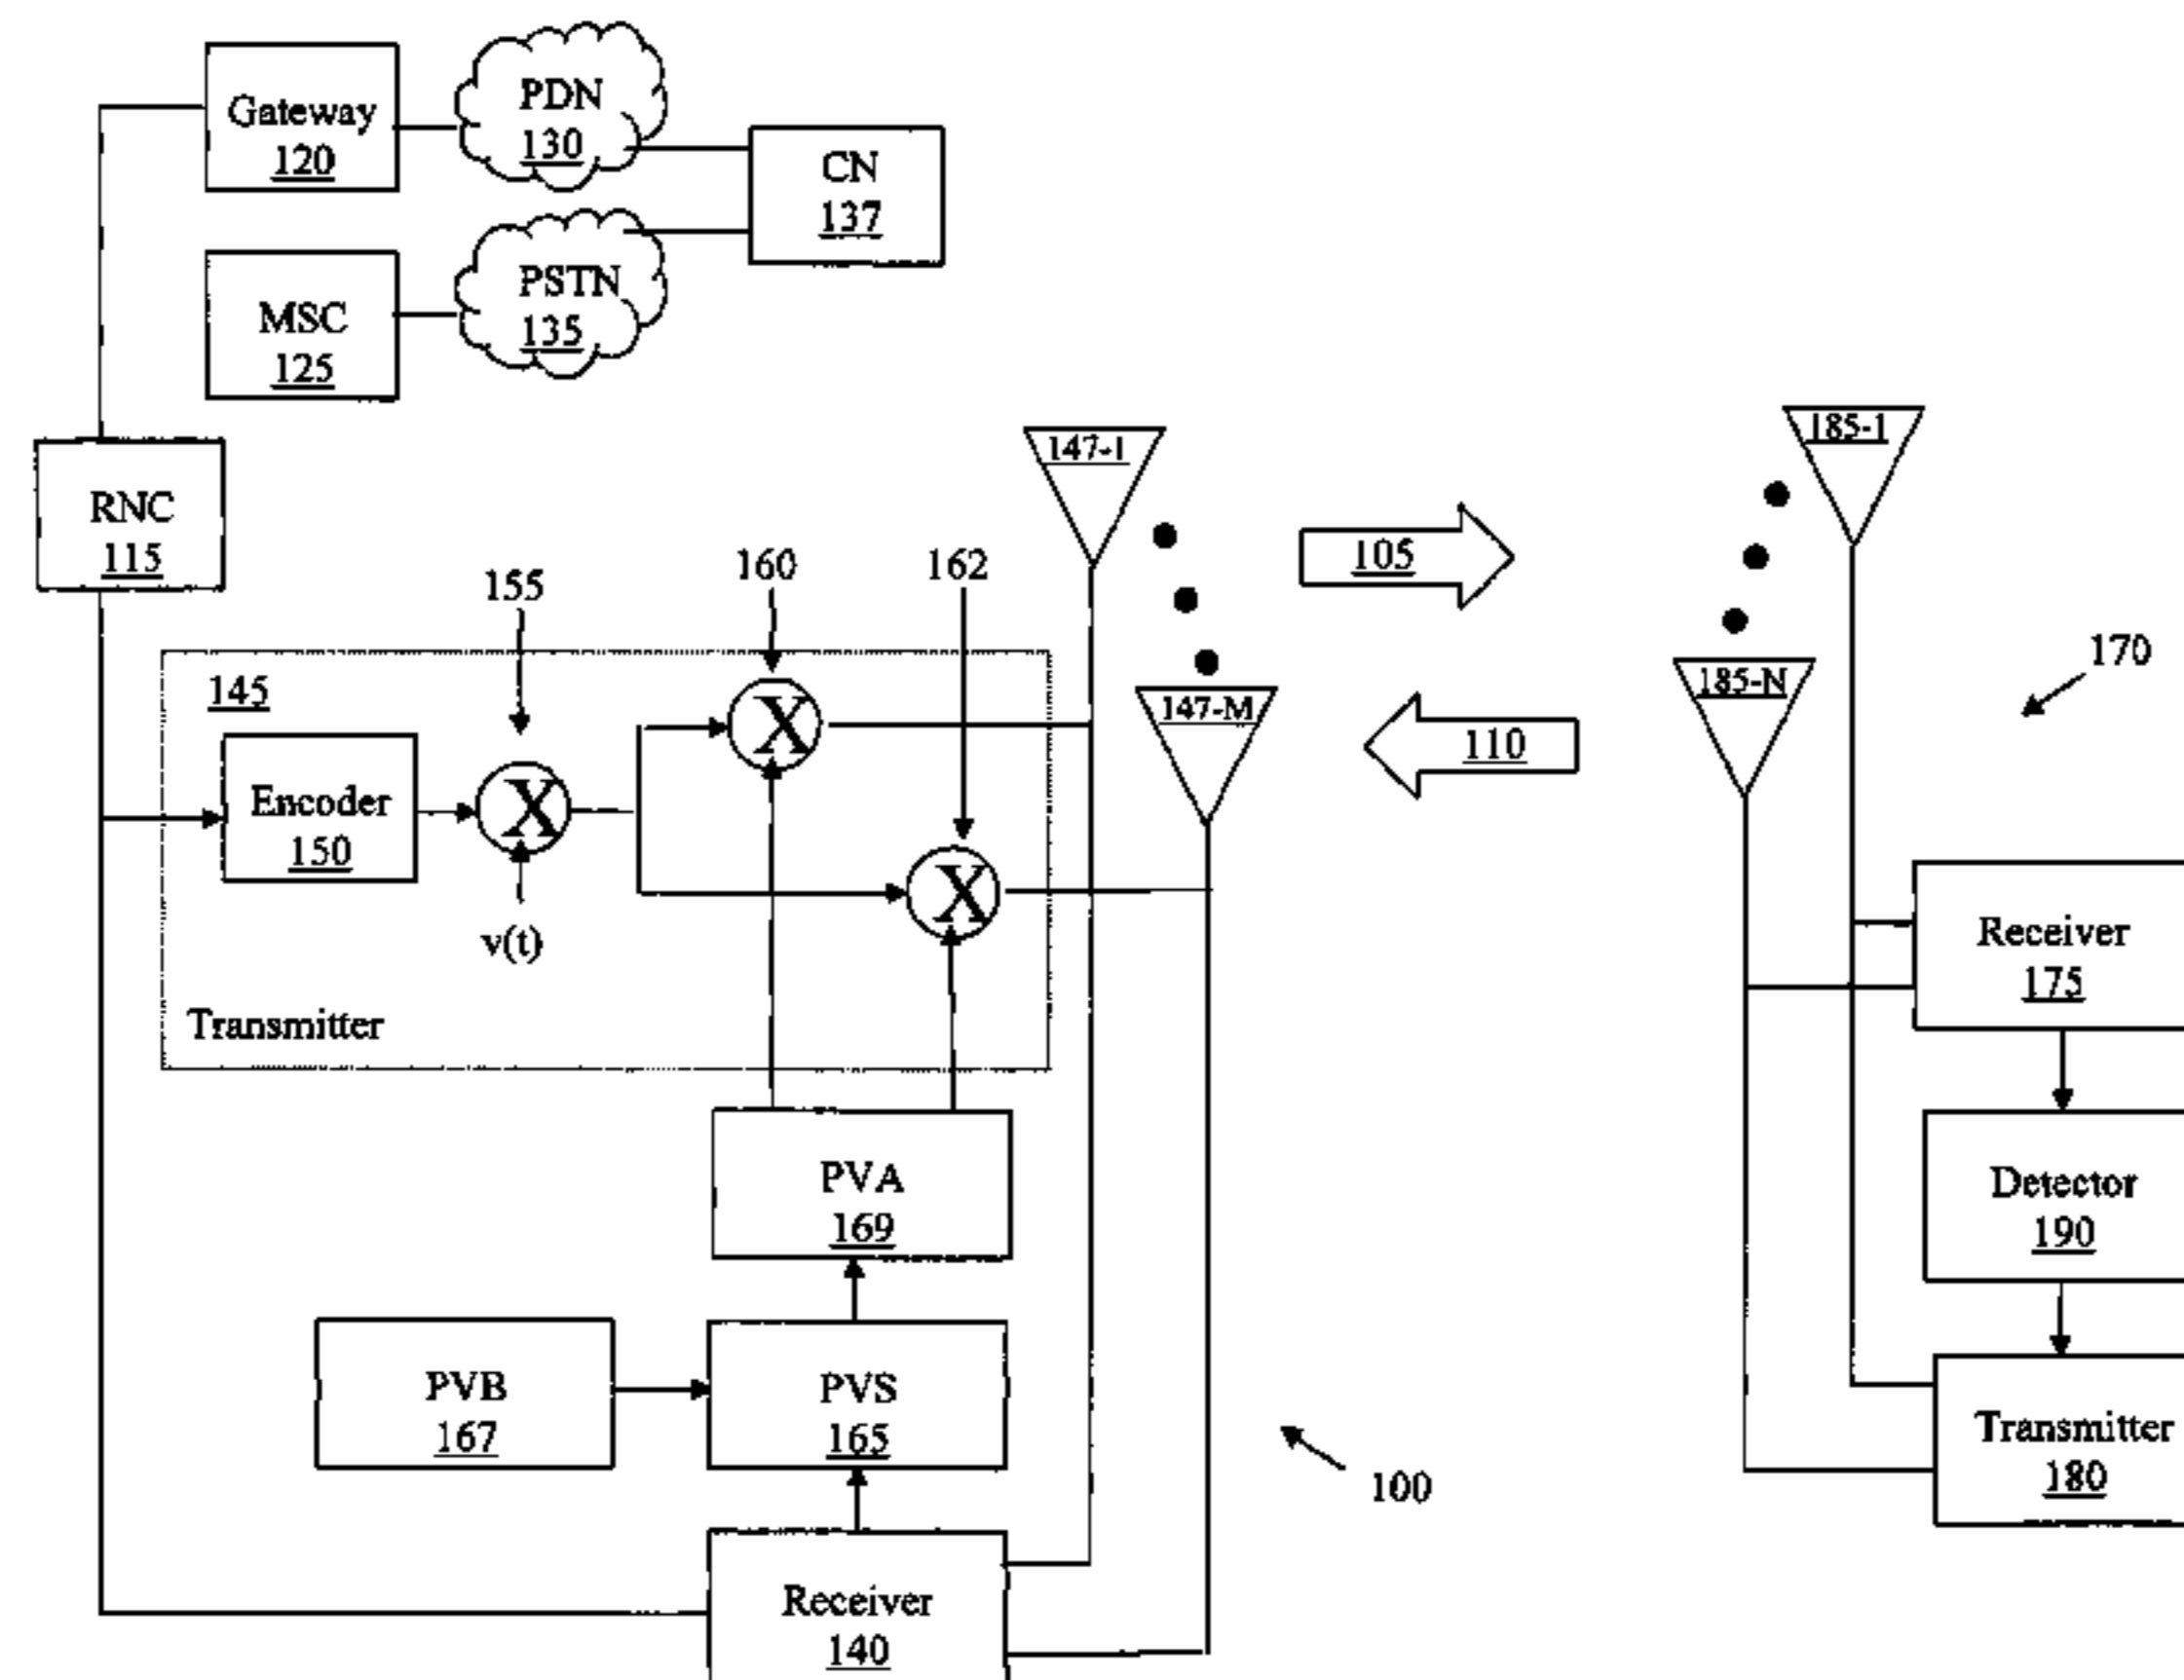 Gateway
120
PDN
130
CN
137
MSC
125
PSTN
135
RNC
115
147-1
185-1
105
155
160
162
170
145
147-M
185-N
110
Encoder
150
X
X
X
v(t)
Transmitter
Receiver
175
PVA
169
Detector
190
PVB
167
PVS
165
Transmitter
180
100
Receiver
140